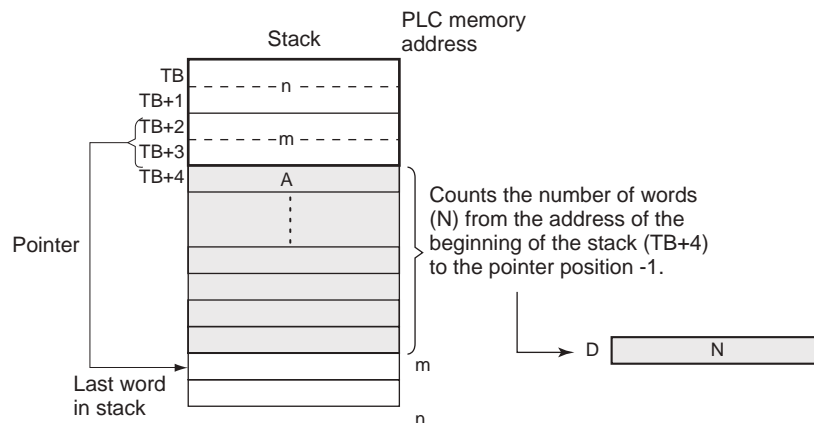 PLC memory
address
Stack
TB
n
TB+1
TB+2
m
TB+3
TB+4
A
Counts the number of words
(N) from the address of the
beginning of the stack (TB+4)
to the pointer position -1.
Pointer
D
N
m
Last word
in stack
n